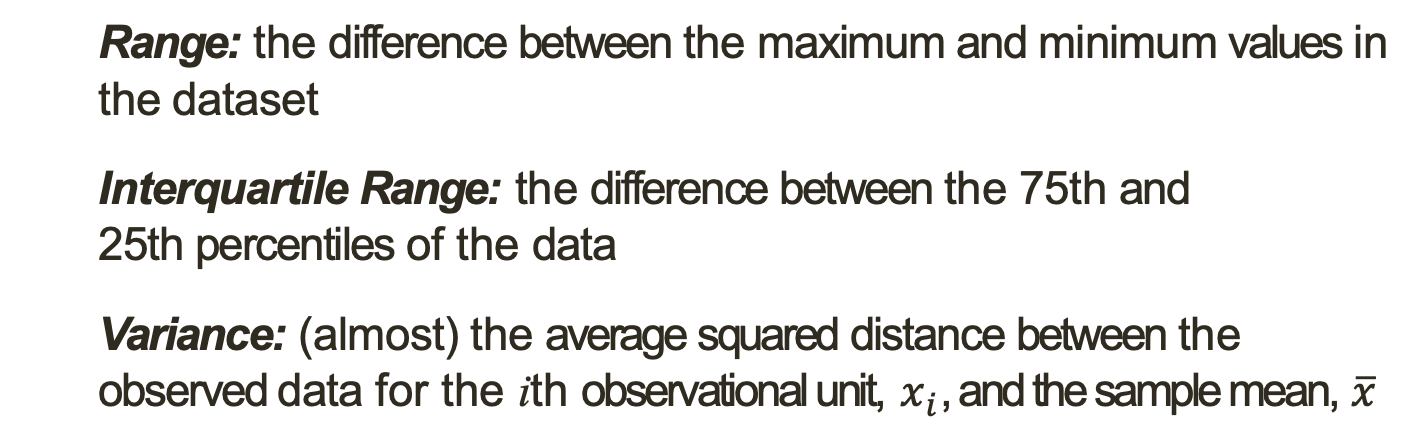 Range: the difference between the maximum and minimum values in
the dataset
Interquartile Range: the difference between the 75th and
25th percentiles of the data
Variance: (almost) the average squared distance between the
observed data for the 𝑖th observational unit, 𝑥ᵢ, and the sample mean, x̅